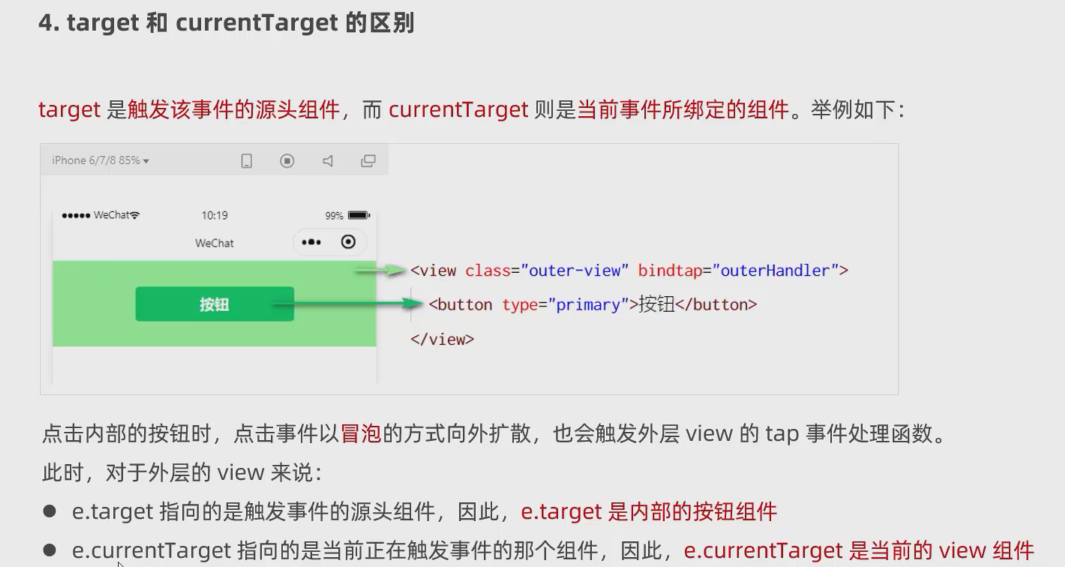 4. target 和 currentTarget 的区别
target 是触发该事件的源头组件，而 currentTarget 则是当前事件所绑定的组件。举例如下：
iPhone 6/7/8 85%
WeChat 10:19 99%
WeChat
按钮
<view class="outer-view" bindtap="outerHandler">
<button type="primary">按钮</button>
</view>
点击内部的按钮时，点击事件以冒泡的方式向外扩散，也会触发外层 view 的 tap 事件处理函数。
此时，对于外层的 view 来说：
● e.target 指向的是触发事件的源头组件，因此，e.target 是内部的按钮组件
● e.currentTarget 指向的是当前正在触发事件的那个组件，因此，e.currentTarget 是当前的 view 组件